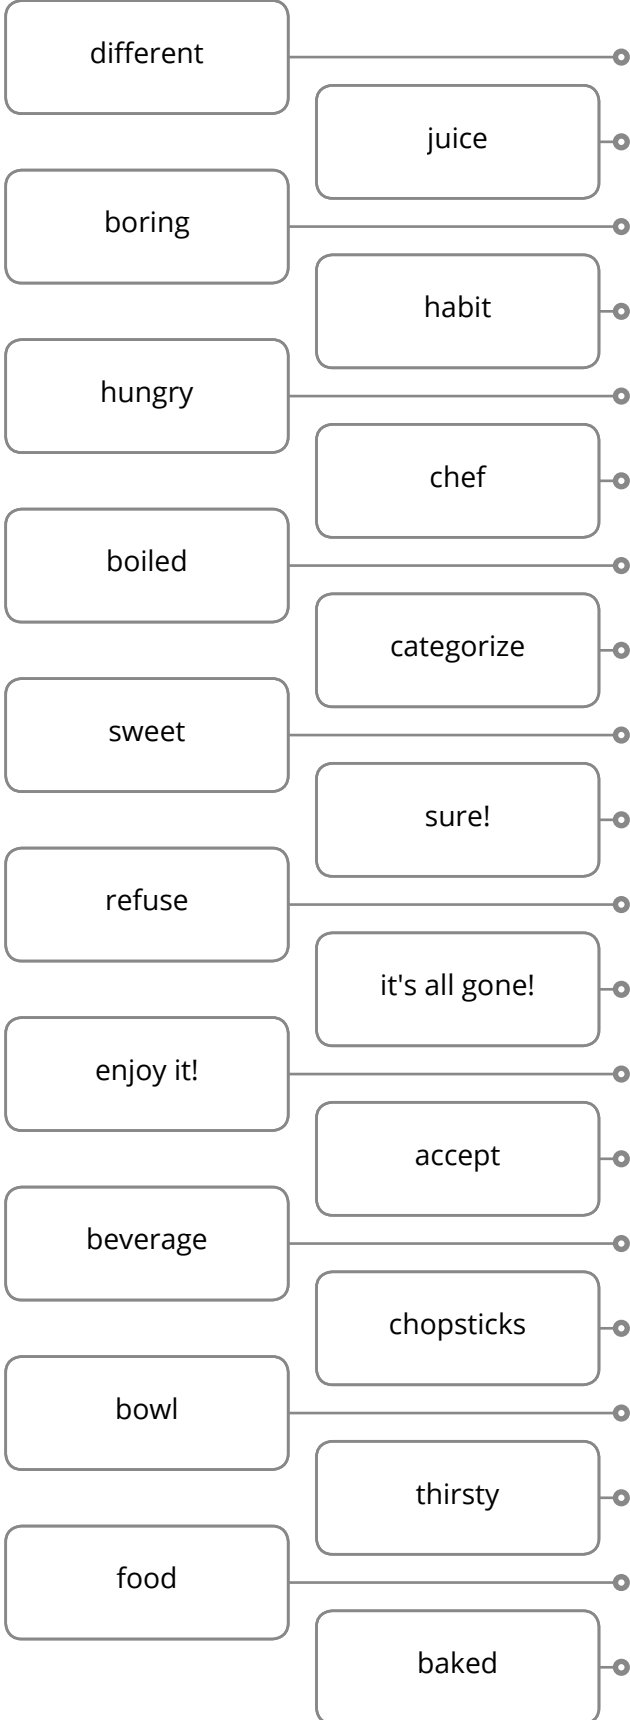 different
juice
boring
habit
hungry
chef
boiled
categorize
sweet
sure!
refuse
it's all gone!
enjoy it!
accept
beverage
chopsticks
bowl
thirsty
food
baked